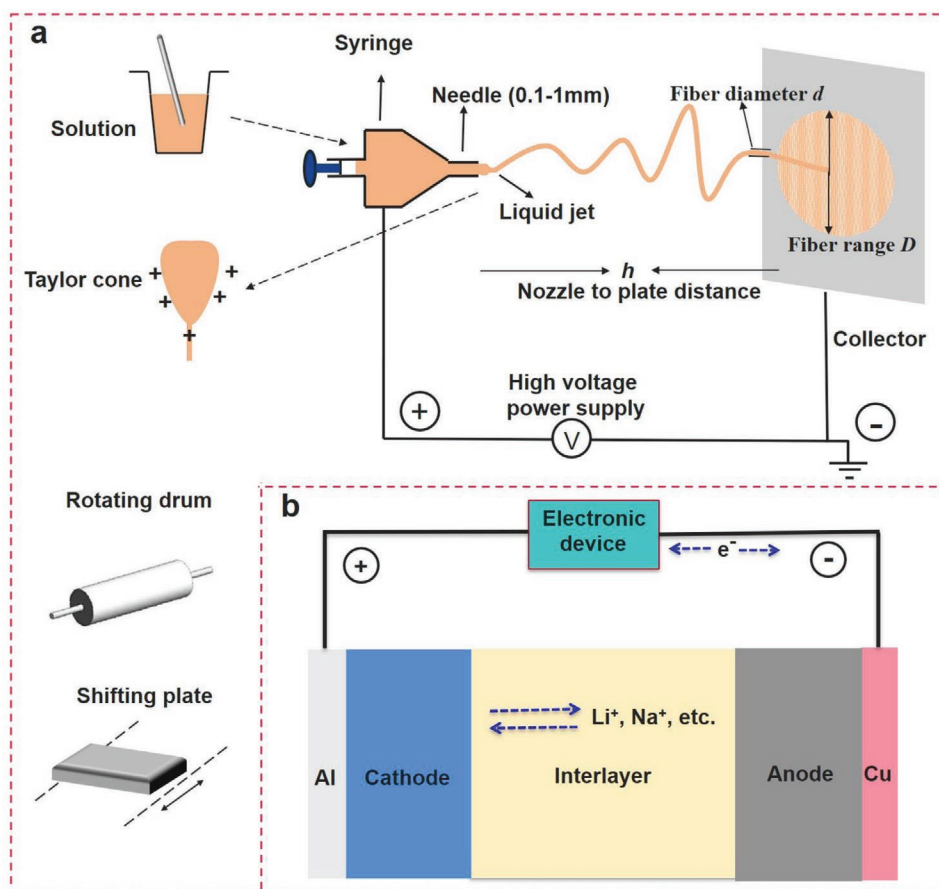 a
Syringe
Needle (0.1-1mm)
Fiber diameter d
Solution
Liquid jet
Fiber range D
Taylor cone
h
Nozzle to plate distance
Collector
High voltage
power supply
+
V
-
Rotating drum
Shifting plate
b
Electronic
device
e⁻
+
-
Li⁺, Na⁺, etc.
Al
Cathode
Interlayer
Anode
Cu